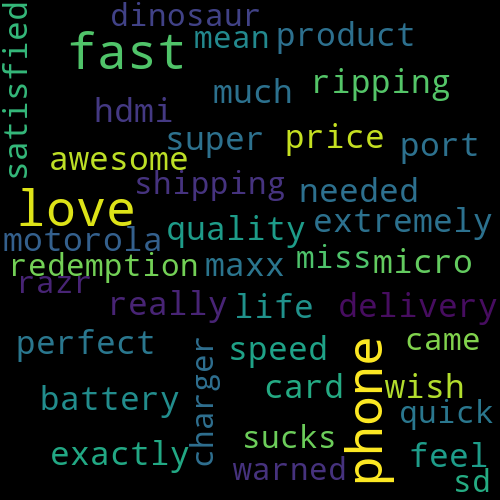 satisfied
dinosaur
fast
mean
product
much
ripping
hdmi
super
price
port
awesome
shipping
needed
love
quality
extremely
motorola
redemption
maxx
miss
micro
razr
really
life
delivery
perfect
charger
speed
phone
came
battery
card
wish
quick
exactly
sucks
warned
feel
sd